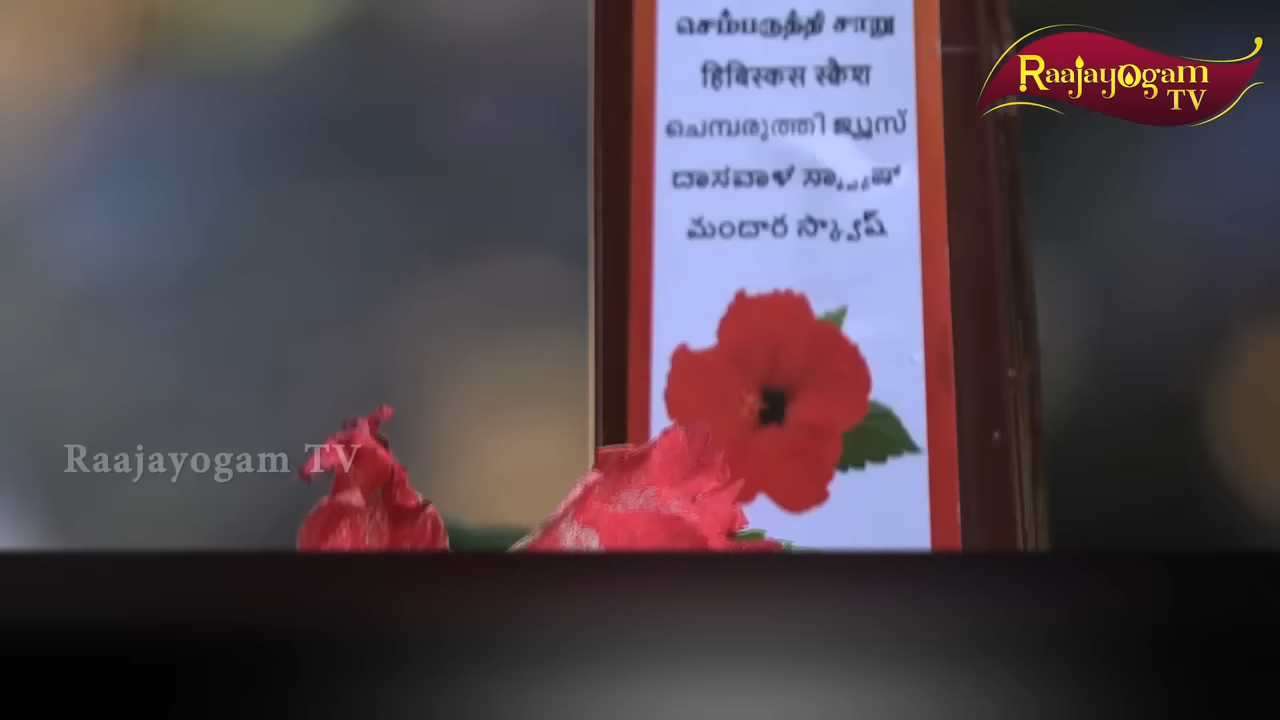 செம்பருத்தி சாறு
हिबिस्कस स्क्वैश
ചെമ്പരുത്തി ജ്യൂസ്
ದಾಸವಾಳ ಸ್ಕ್ವ್ಯಾಷ್
మందార స్క్వాష్
Raajayogam
TV
Raajayogam TV